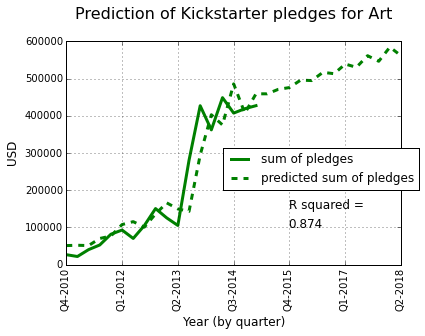 Prediction of Kickstarter pledges for Art
600000
500000
400000
300000
200000
100000
0
USD
sum of pledges
predicted sum of pledges
R squared =
0.874
Q4-2010
Q1-2012
Q2-2013
Q3-2014
Q4-2015
Q1-2017
Q2-2018
Year (by quarter)